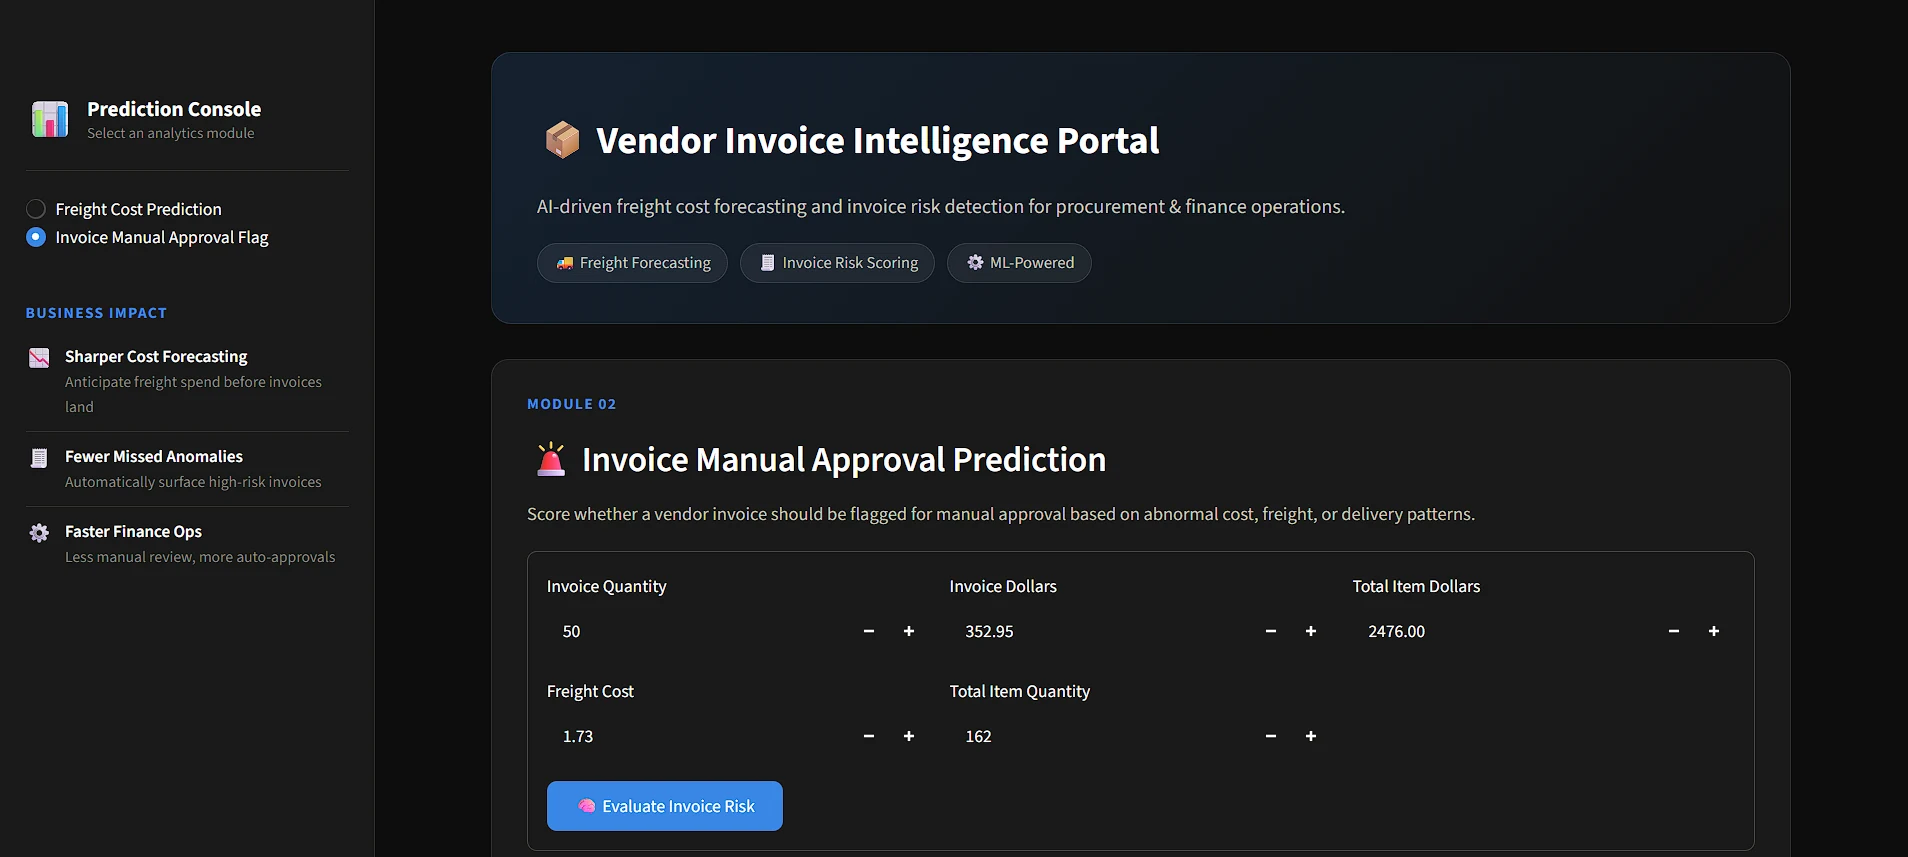 Prediction Console
Select an analytics module
Freight Cost Prediction
Invoice Manual Approval Flag
BUSINESS IMPACT
Sharper Cost Forecasting
Anticipate freight spend before invoices
land
Fewer Missed Anomalies
Automatically surface high-risk invoices
Faster Finance Ops
Less manual review, more auto-approvals
Vendor Invoice Intelligence Portal
AI-driven freight cost forecasting and invoice risk detection for procurement & finance operations.
Freight Forecasting Invoice Risk Scoring ML-Powered
MODULE 02
Invoice Manual Approval Prediction
Score whether a vendor invoice should be flagged for manual approval based on abnormal cost, freight, or delivery patterns.
Invoice Quantity Invoice Dollars Total Item Dollars
50 − + 352.95 − + 2476.00 − +
Freight Cost Total Item Quantity
1.73 − + 162 − +
Evaluate Invoice Risk